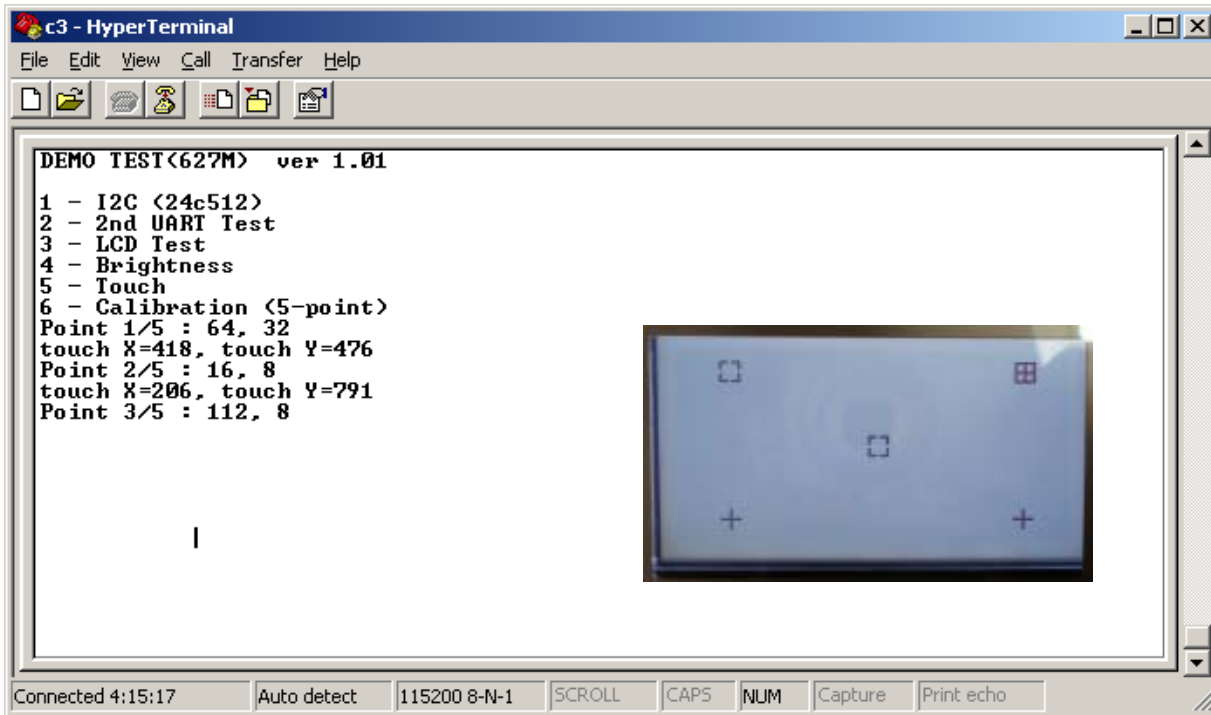 c3 - HyperTerminal
File Edit View Call Transfer Help
DEMO TEST(627M) ver 1.01
1 - I2C (24c512)
2 - 2nd UART Test
3 - LCD Test
4 - Brightness
5 - Touch
6 - Calibration (5-point)
Point 1/5 : 64, 32
touch X=418, touch Y=476
Point 2/5 : 16, 8
touch X=206, touch Y=791
Point 3/5 : 112, 8
Connected 4:15:17 Auto detect 115200 8-N-1 SCROLL CAPS NUM Capture Print echo